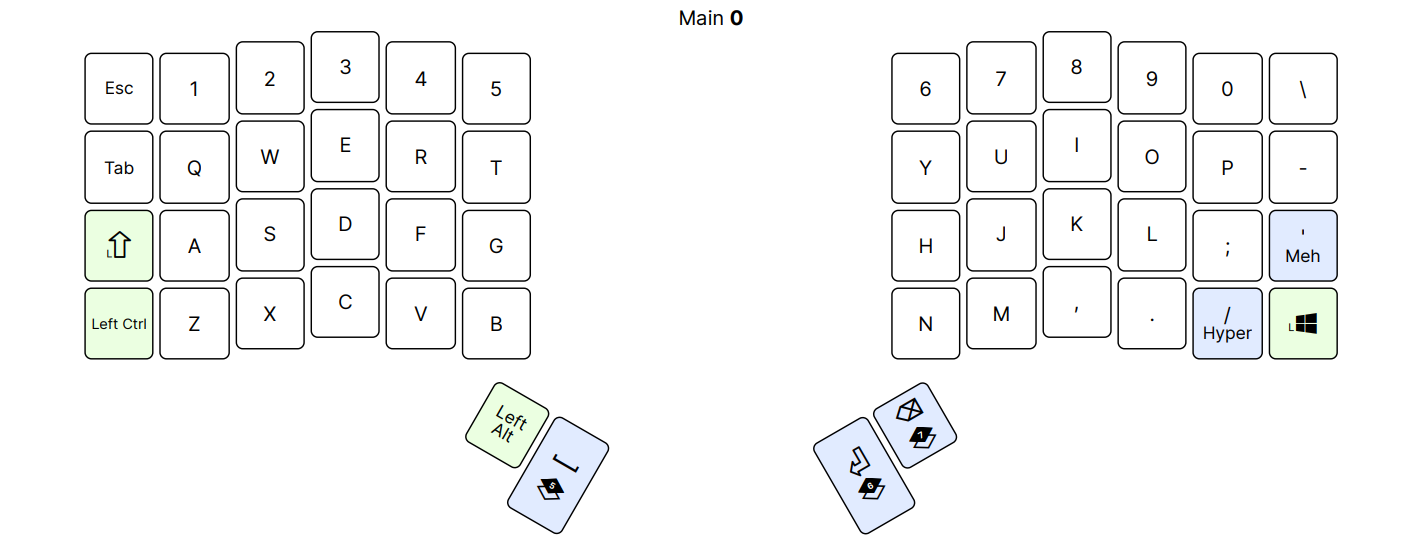 Main 0
Esc 1 2 3 4 5 6 7 8 9 0 \
Tab Q W E R T Y U I O P -
L A S D F G H J K L ; '
Meh
Left Ctrl Z X C V B N M , . / L
Hyper
Left
Alt
[
5
6
7